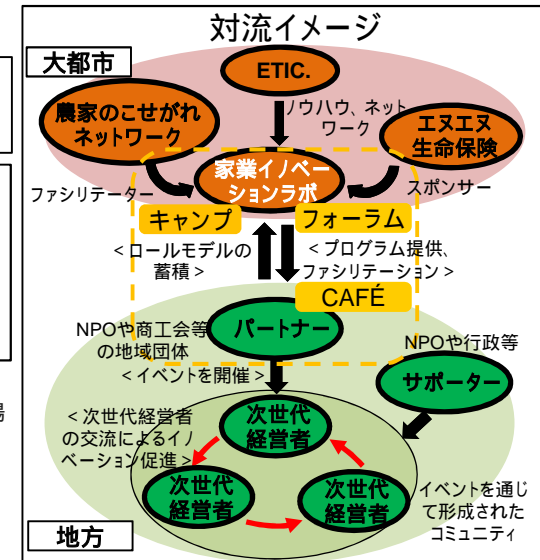 対流イメージ
大都市
ETIC.
農家のこせがれ
ネットワーク
ノウハウ、ネット
ワーク
エヌエヌ
生命保険
家業イノベー
ションラボ
ファシリテーター
スポンサー
キャンプ
フォーラム
＜ロールモデルの
蓄積＞
＜プログラム提供、
ファシリテーション＞
CAFÉ
NPOや商工会等
の地域団体
パートナー
NPOや行政等
サポーター
＜イベントを開催＞
場
＜次世代経営者
の交流によるイノ
ベーション促進＞
次世代
経営者
次世代
経営者
次世代
経営者
イベントを通じ
て形成された
コミュニティ
地方